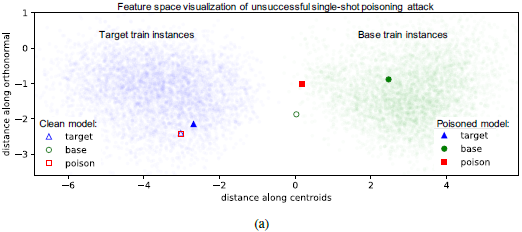 Feature space visualization of unsuccessful single-shot poisoning attack
Target train instances
Base train instances
distance along orthonormal
1
0
−1
−2
−3
Clean model:
target
base
poison
Poisoned model:
target
base
poison
−6
−4
−2
0
2
4
distance along centroids
(a)